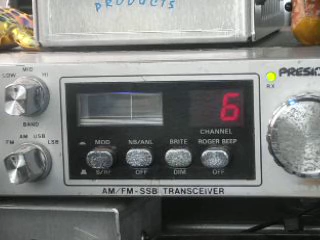 PRODUCTS
LOW MID HI
BAND
FM AM USB LSB
6
CHANNEL
RX
PRESID
MOD NB/ANL BRITE ROGER BEEP
S/RF OFF DIM OFF
AM/FM-SSB TRANSCEIVER